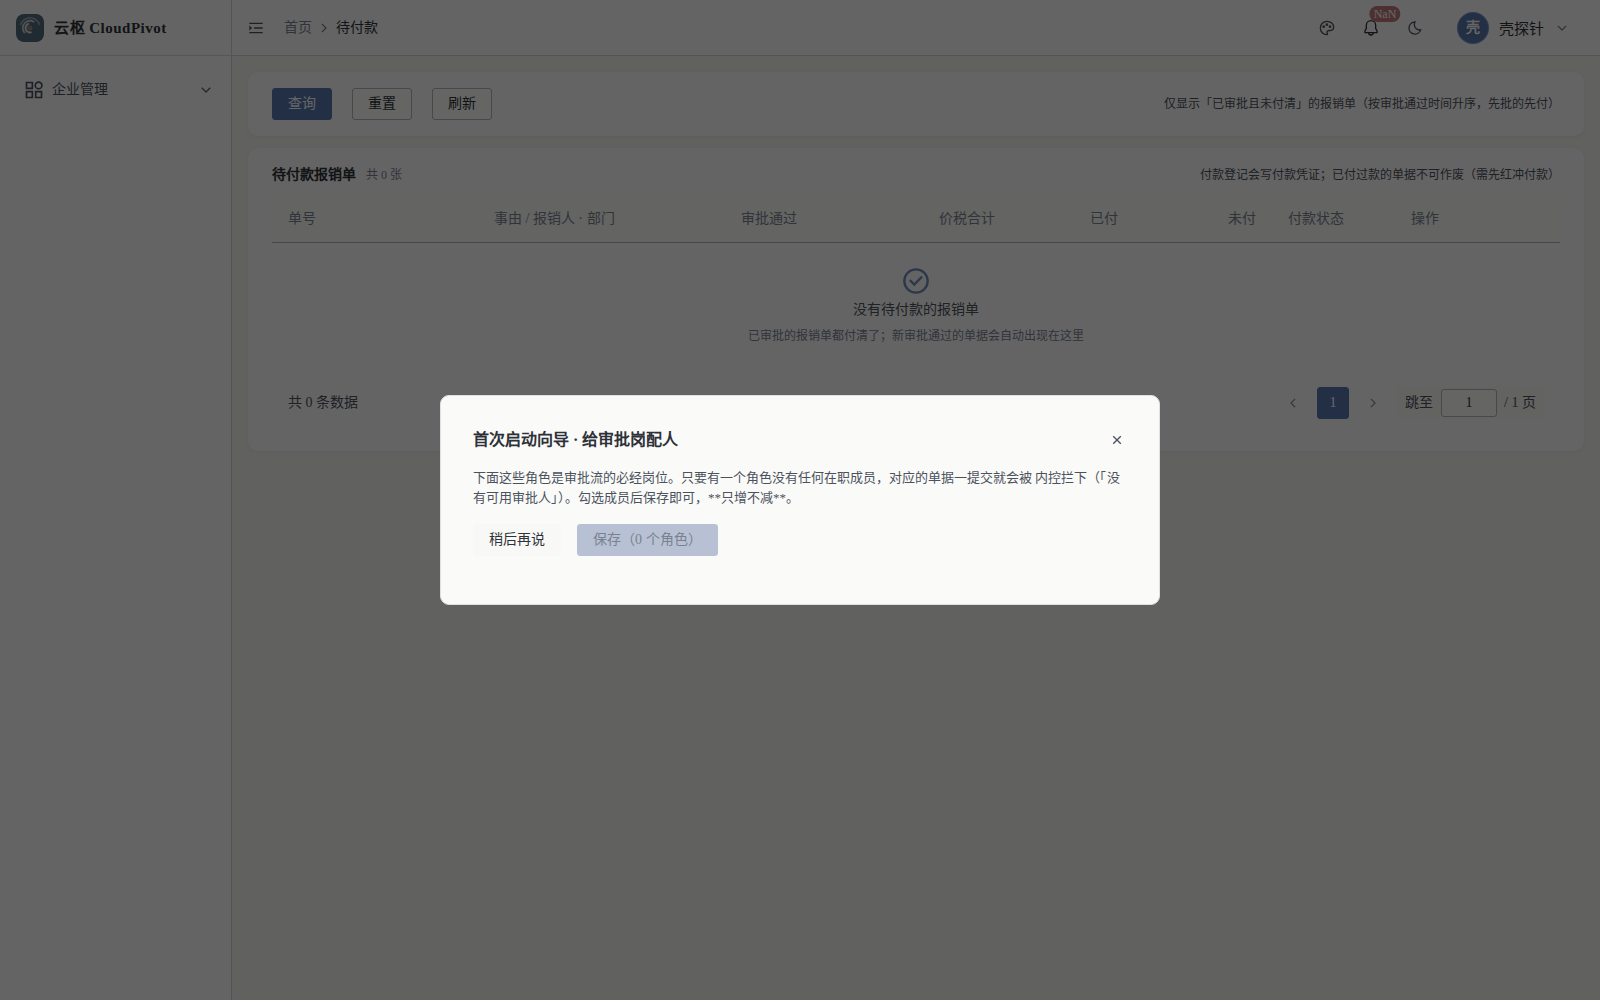 云枢 CloudPivot
首页 > 待付款
NaN
壳 壳探针
企业管理
查询 重置 刷新
仅显示「已审批且未付清」的报销单（按审批通过时间升序，先批的先付）
待付款报销单 共 0 张
付款登记会写付款凭证；已付过款的单据不可作废（需先红冲付款）
单号 事由 / 报销人 · 部门 审批通过 价税合计 已付 未付 付款状态 操作
没有待付款的报销单
已审批的报销单都付清了；新审批通过的单据会自动出现在这里
共 0 条数据
1 跳至 1 / 1 页
首次启动向导 · 给审批岗配人
下面这些角色是审批流的必经岗位。只要有一个角色没有任何在职成员，对应的单据一提交就会被 内控拦下（「没
有可用审批人」）。勾选成员后保存即可，**只增不减**。
稍后再说 保存（0 个角色）